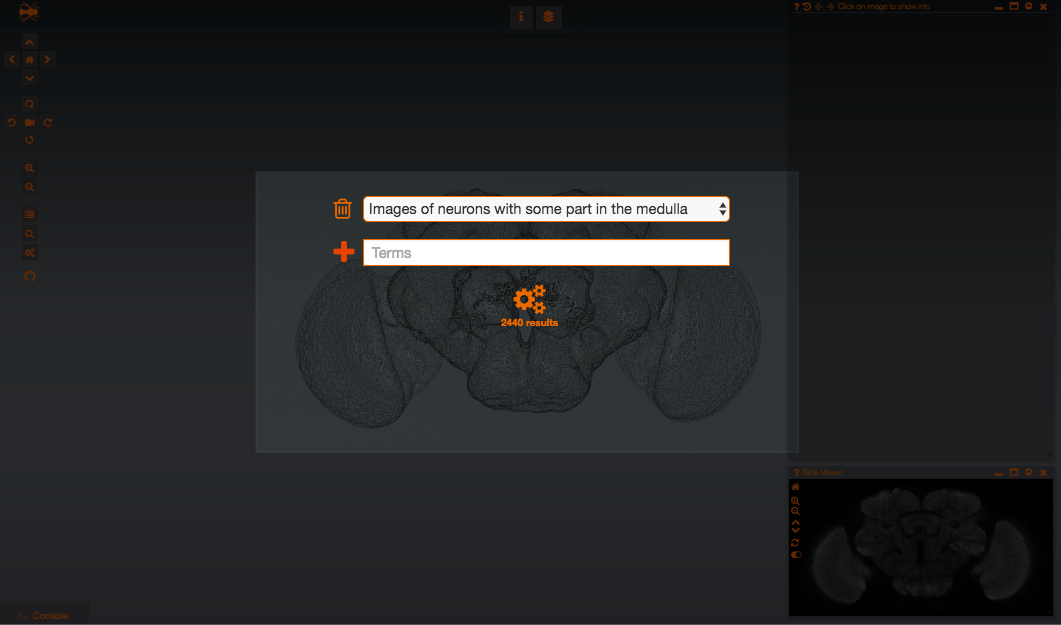 ? Click on image to show info
Images of neurons with some part in the medulla
Terms
2440 results
? Slice Viewer
>_ Console